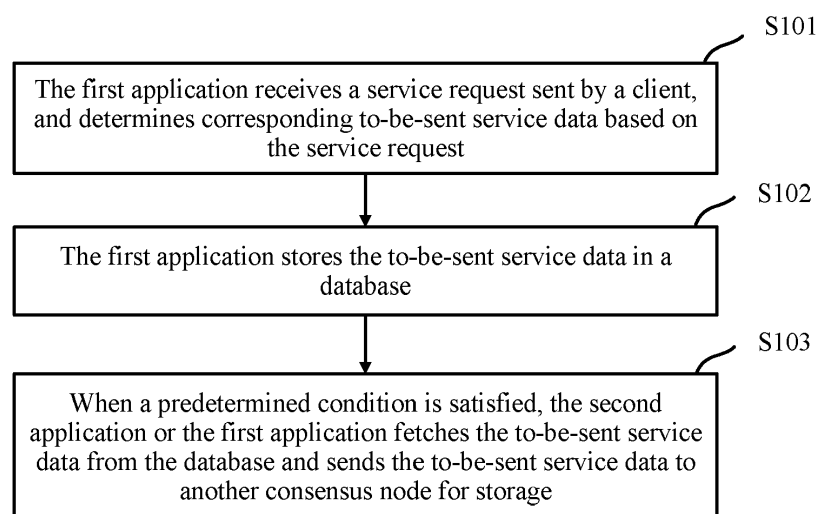 S101
The first application receives a service request sent by a client,
and determines corresponding to-be-sent service data based on
the service request
S102
The first application stores the to-be-sent service data in a
database
S103
When a predetermined condition is satisfied, the second
application or the first application fetches the to-be-sent service
data from the database and sends the to-be-sent service data to
another consensus node for storage